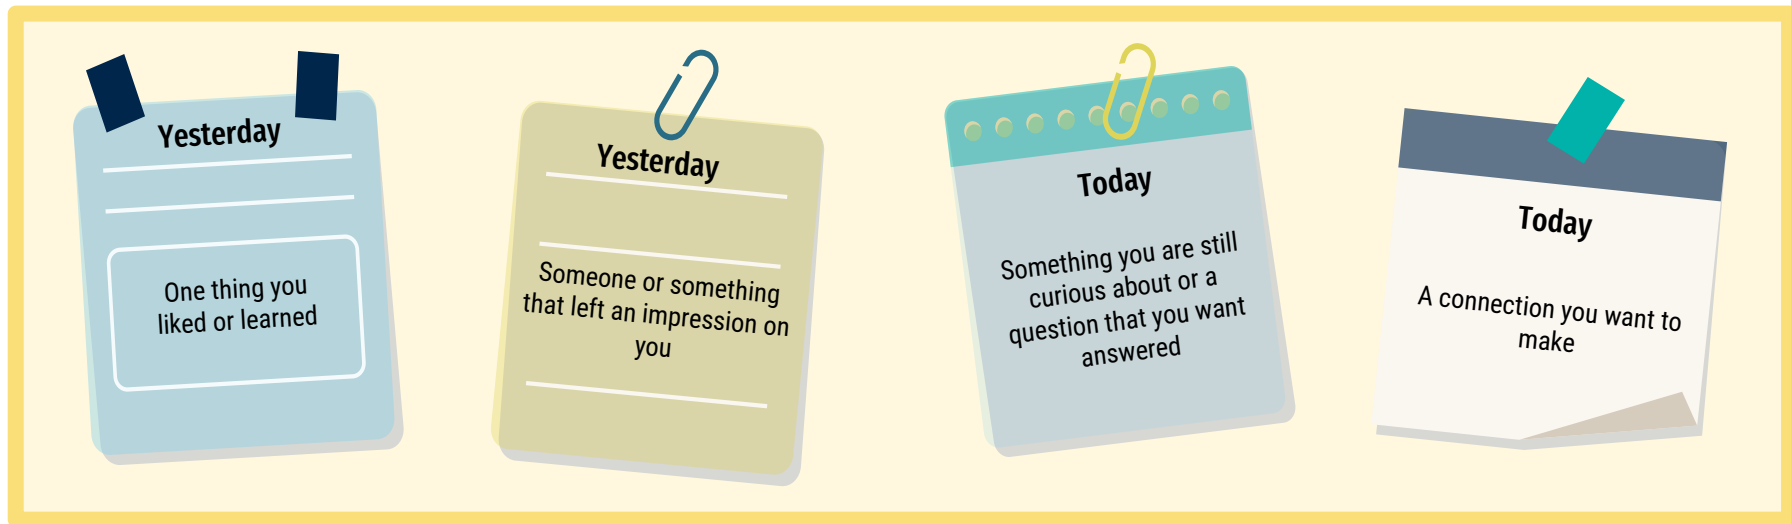 Yesterday
One thing you
liked or learned
Yesterday
Someone or something
that left an impression on
you
Today
Something you are still
curious about or a
question that you want
answered
Today
A connection you want to
make